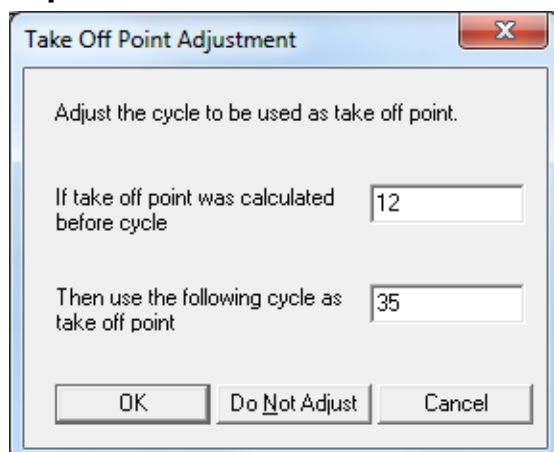 Take Off Point Adjustment
X
Adjust the cycle to be used as take off point.
If take off point was calculated
before cycle
12
Then use the following cycle as
take off point
35
OK
Do Not Adjust
Cancel